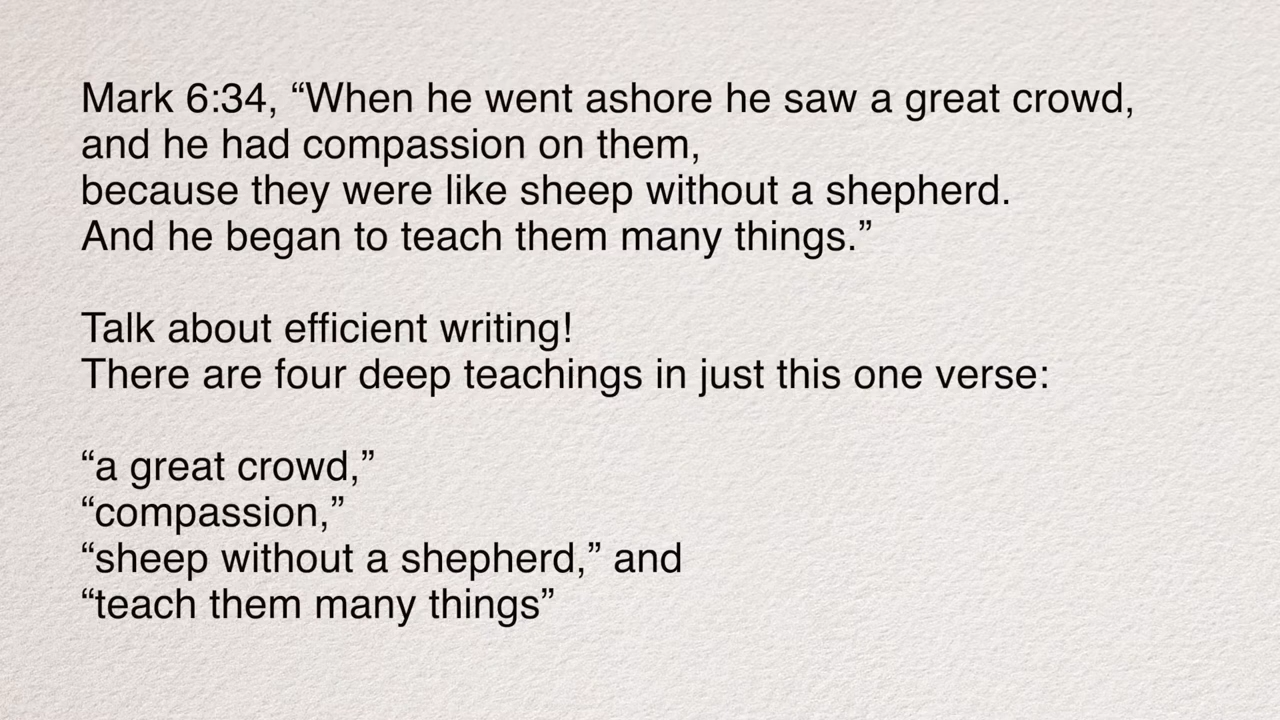 Mark 6:34, “When he went ashore he saw a great crowd,
and he had compassion on them,
because they were like sheep without a shepherd.
And he began to teach them many things.”
Talk about efficient writing!
There are four deep teachings in just this one verse:
“a great crowd,”
“compassion,”
“sheep without a shepherd,” and
“teach them many things”